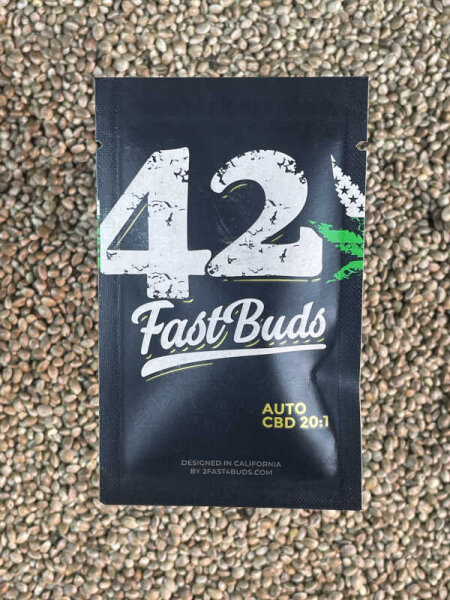 42
FastBuds
AUTO
CBD 20:1
DESIGNED IN CALIFORNIA
BY 2FAST4BUDS.COM